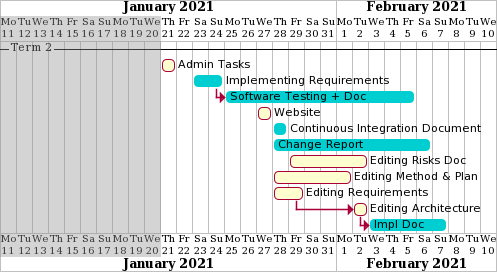 January 2021 February 2021
Mo Tu We Th Fr Sa Su Mo Tu We Th Fr Sa Su Mo Tu We Th Fr Sa Su Mo Tu We Th Fr Sa Su Mo Tu We
11 12 13 14 15 16 17 18 19 20 21 22 23 24 25 26 27 28 29 30 31 1 2 3 4 5 6 7 8 9 10
Term 2
Admin Tasks
Implementing Requirements
Software Testing + Doc
Website
Continuous Integration Document
Change Report
Editing Risks Doc
Editing Method & Plan
Editing Requirements
Editing Architecture
Impl Doc
Mo Tu We Th Fr Sa Su Mo Tu We Th Fr Sa Su Mo Tu We Th Fr Sa Su Mo Tu We Th Fr Sa Su Mo Tu We
11 12 13 14 15 16 17 18 19 20 21 22 23 24 25 26 27 28 29 30 31 1 2 3 4 5 6 7 8 9 10
January 2021 February 2021